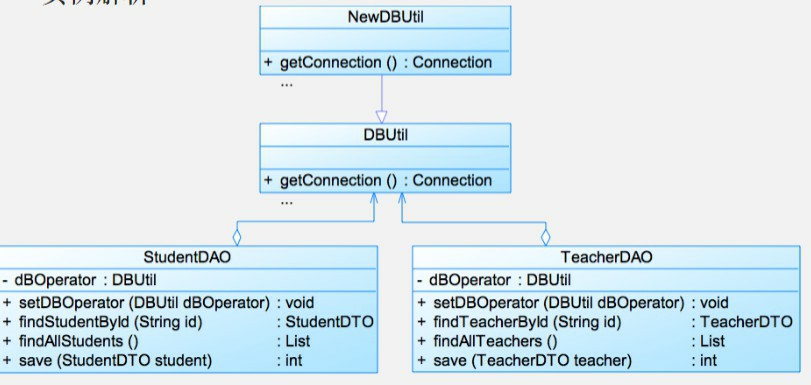 实例解析
NewDBUtil
+ getConnection () : Connection
...
DBUtil
+ getConnection () : Connection
...
StudentDAO
- dBOperator : DBUtil
+ setDBOperator (DBUtil dBOperator) : void
+ findStudentById (String id) : StudentDTO
+ findAllStudents () : List
+ save (StudentDTO student) : int
TeacherDAO
- dBOperator : DBUtil
+ setDBOperator (DBUtil dBOperator) : void
+ findTeacherById (String id) : TeacherDTO
+ findAllTeachers () : List
+ save (TeacherDTO teacher) : int